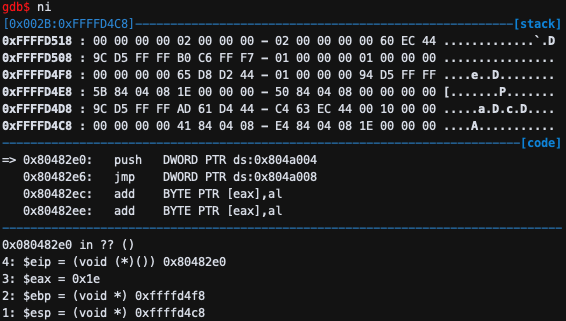 gdb$ ni
[0x002B:0xFFFFD4C8]------------------------------------------------------[stack]
0xFFFFD518 : 00 00 00 00 02 00 00 00 - 02 00 00 00 60 EC 44 ............`.D
0xFFFFD508 : 9C D5 FF FF B0 C6 FF F7 - 01 00 00 00 01 00 00 00 ................
0xFFFFD4F8 : 00 00 00 00 65 D8 D2 44 - 01 00 00 00 94 D5 FF FF ....e..D........
0xFFFFD4E8 : 5B 84 04 08 1E 00 00 00 - 50 84 04 08 00 00 00 00 [.......P.......
0xFFFFD4D8 : 9C D5 FF FF AD 61 D4 44 - C4 63 EC 44 00 10 00 00 .....a.D.c.D....
0xFFFFD4C8 : 00 00 00 00 41 84 04 08 - E4 84 04 08 1E 00 00 00 ....A...........
--------------------------------------------------------------------------[code]
=> 0x80482e0: push DWORD PTR ds:0x804a004
0x80482e6: jmp DWORD PTR ds:0x804a008
0x80482ec: add BYTE PTR [eax],al
0x80482ee: add BYTE PTR [eax],al
--------------------------------------------------------------------------------
0x080482e0 in ?? ()
4: $eip = (void (*)()) 0x80482e0
3: $eax = 0x1e
2: $ebp = (void *) 0xffffd4f8
1: $esp = (void *) 0xffffd4c8